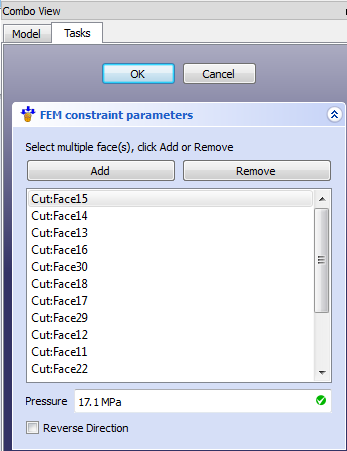 Combo View
Model Tasks
OK Cancel
FEM constraint parameters
Select multiple face(s), click Add or Remove
Add Remove
Cut:Face15
Cut:Face14
Cut:Face13
Cut:Face16
Cut:Face30
Cut:Face18
Cut:Face17
Cut:Face29
Cut:Face12
Cut:Face11
Cut:Face22
Pressure 17.1 MPa
Reverse Direction